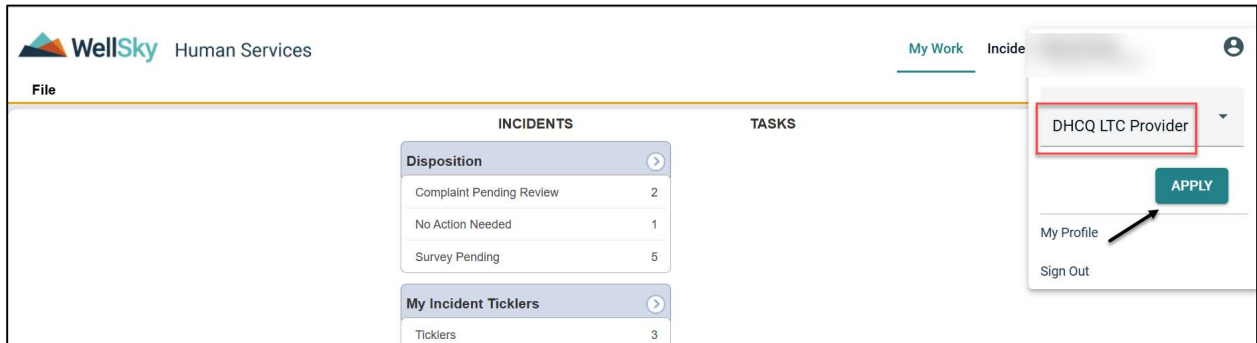 WellSky Human Services
My Work Incide
File
INCIDENTS
TASKS
DHCQ LTC Provider
APPLY
My Profile
Sign Out
Disposition
Complaint Pending Review 2
No Action Needed 1
Survey Pending 5
My Incident Ticklers
Ticklers 3